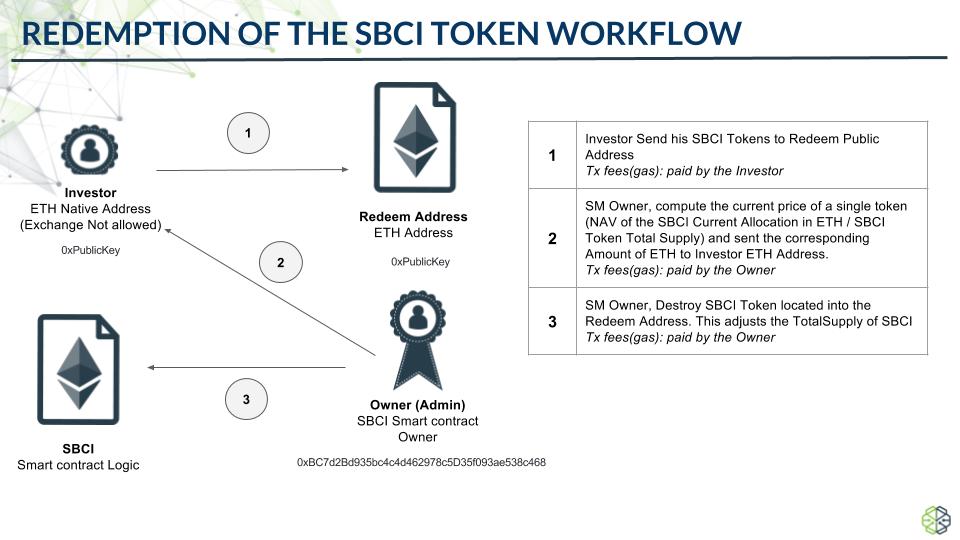 REDEMPTION OF THE SBCI TOKEN WORKFLOW
1
Investor
ETH Native Address
(Exchange Not allowed)
0xPublicKey
Redeem Address
ETH Address
0xPublicKey
2
3
SBCI
Smart contract Logic
Owner (Admin)
SBCI Smart contract
Owner
0xBC7d2Bd935bc4c4d462978c5D35f093ae538c468
1
Investor Send his SBCI Tokens to Redeem Public
Address
Tx fees(gas): paid by the Investor
2
SM Owner, compute the current price of a single token
(NAV of the SBCI Current Allocation in ETH / SBCI
Token Total Supply) and sent the corresponding
Amount of ETH to Investor ETH Address.
Tx fees(gas): paid by the Owner
3
SM Owner, Destroy SBCI Token located into the
Redeem Address. This adjusts the TotalSupply of SBCI
Tx fees(gas): paid by the Owner